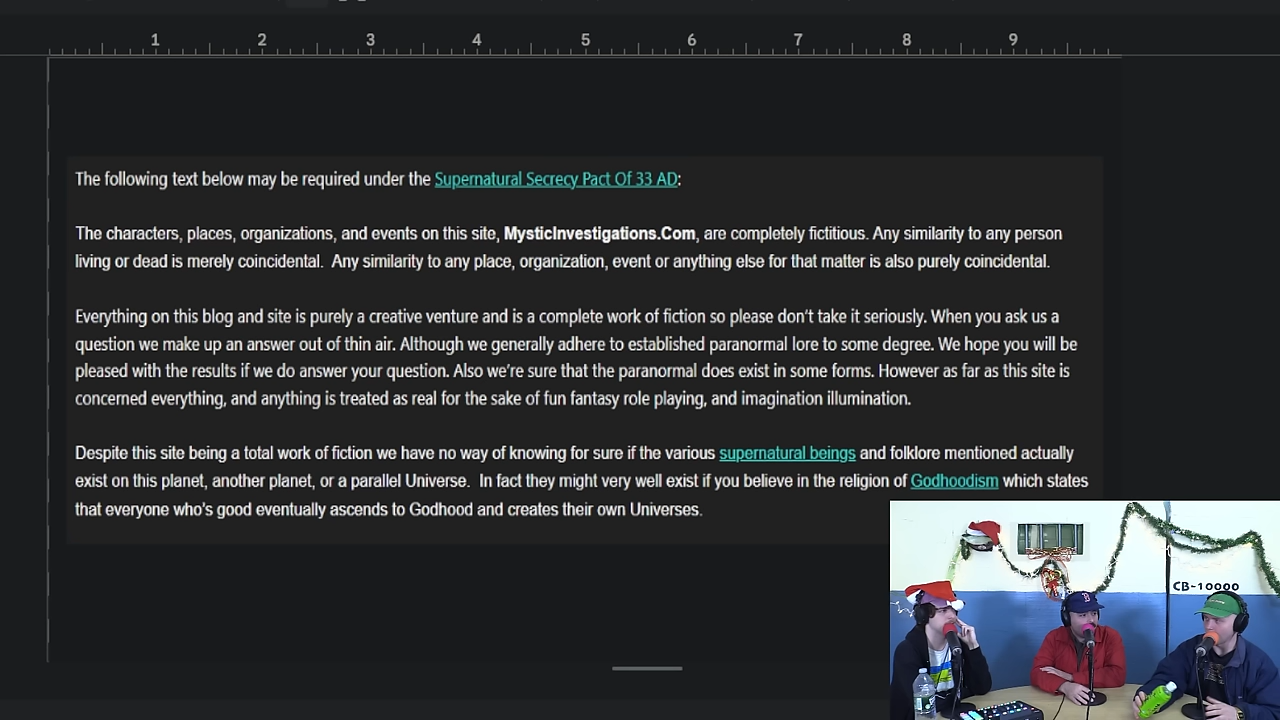 1 2 3 4 5 6 7 8 9
The following text below may be required under the Supernatural Secrecy Pact Of 33 AD:
The characters, places, organizations, and events on this site, MysticInvestigations.Com, are completely fictitious. Any similarity to any person
living or dead is merely coincidental.  Any similarity to any place, organization, event or anything else for that matter is also purely coincidental.
Everything on this blog and site is purely a creative venture and is a complete work of fiction so please don't take it seriously. When you ask us a
question we make up an answer out of thin air. Although we generally adhere to established paranormal lore to some degree. We hope you will be
pleased with the results if we do answer your question. Also we're sure that the paranormal does exist in some forms. However as far as this site is
concerned everything, and anything is treated as real for the sake of fun fantasy role playing, and imagination illumination.
Despite this site being a total work of fiction we have no way of knowing for sure if the various supernatural beings and folklore mentioned actually
exist on this planet, another planet, or a parallel Universe.  In fact they might very well exist if you believe in the religion of Godhoodism which states
that everyone who's good eventually ascends to Godhood and creates their own Universes.
CB-10000